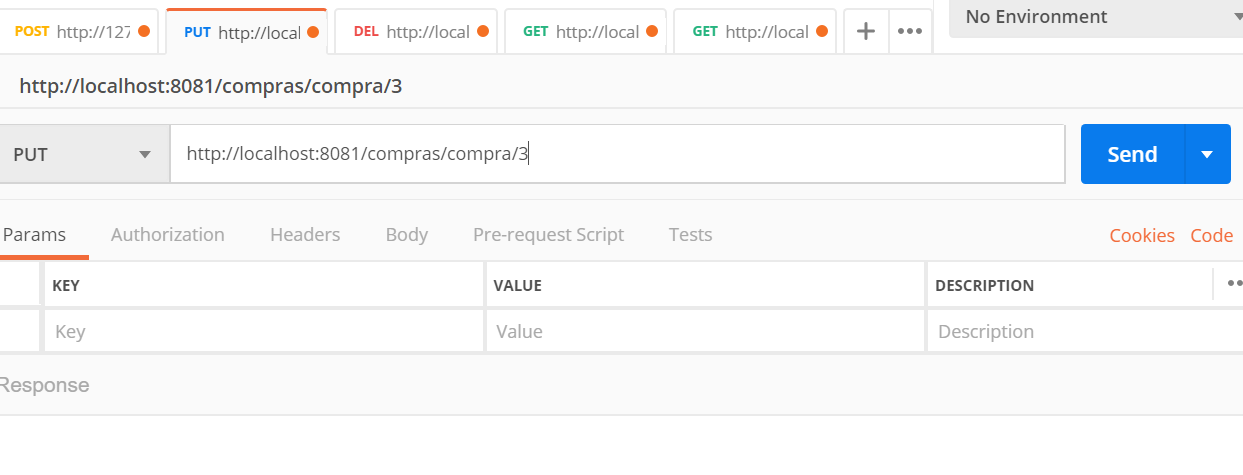 POST http://127 PUT http://local DEL http://local GET http://local GET http://local + ••• No Environment
http://localhost:8081/compras/compra/3
PUT http://localhost:8081/compras/compra/3 Send
Params Authorization Headers Body Pre-request Script Tests Cookies Code
KEY VALUE DESCRIPTION
Key Value Description
Response